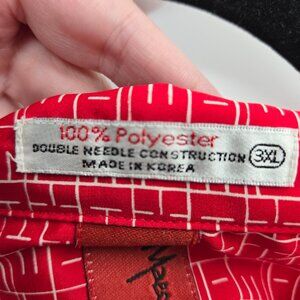 100% Polyester
DOUBLE NEEDLE CONSTRUCTION 3XL
MADE IN KOREA